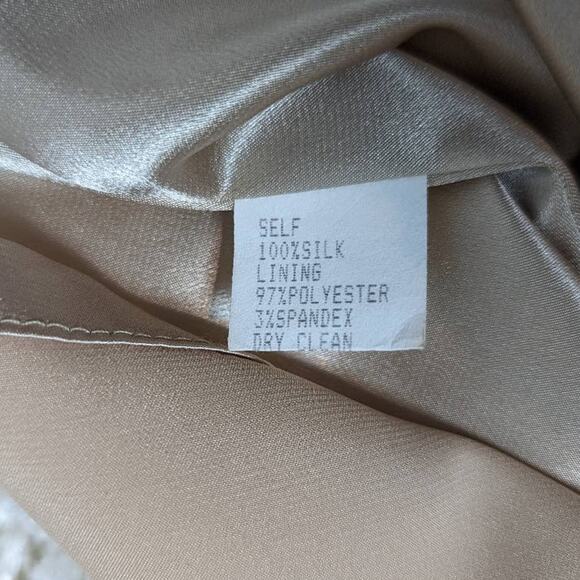 SELF
100%SILK
LINING
97%POLYESTER
3%SPANDEX
DRY CLEAN